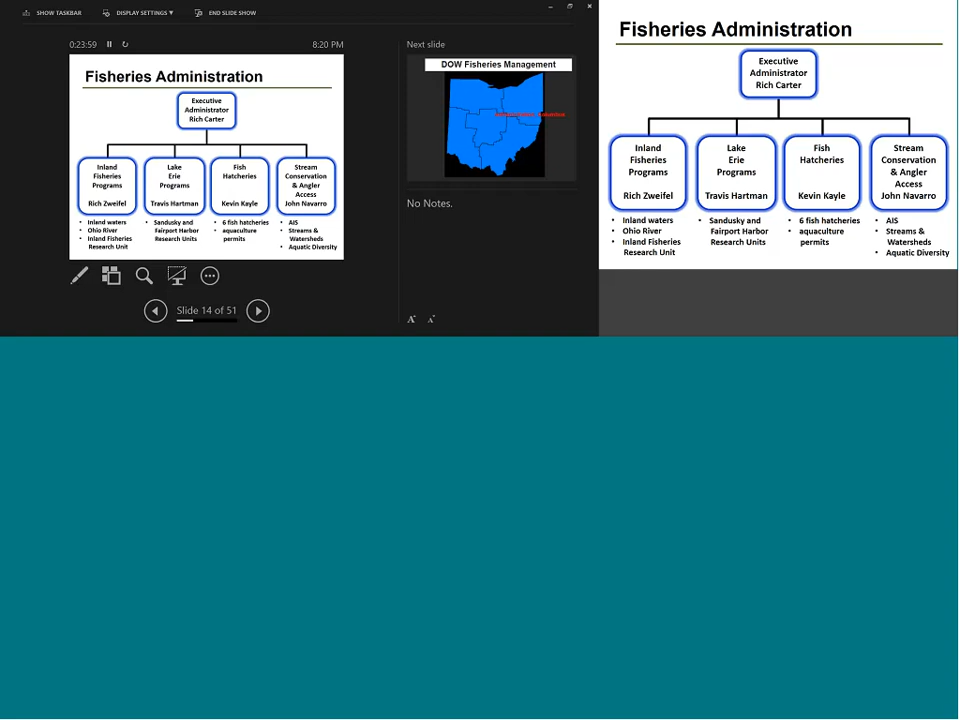 SHOW TASKBAR
DISPLAY SETTINGS ▼
END SLIDE SHOW
0:23:59
8:20 PM
Fisheries Administration
Executive
Administrator
Rich Carter
Inland
Fisheries
Programs
Rich Zweifel
Lake
Erie
Programs
Travis Hartman
Fish
Hatcheries
Kevin Kayle
Stream
Conservation
& Angler
Access
John Navarro
• Inland waters
• Ohio River
• Inland Fisheries
Research Unit
• Sandusky and
Fairport Harbor
Research Units
• 6 fish hatcheries
• aquaculture
permits
• AIS
• Streams &
Watersheds
• Aquatic Diversity
Slide 14 of 51
Next slide
DOW Fisheries Management
No Notes.
A
A
Fisheries Administration
Executive
Administrator
Rich Carter
Inland
Fisheries
Programs
Rich Zweifel
Lake
Erie
Programs
Travis Hartman
Fish
Hatcheries
Kevin Kayle
Stream
Conservation
& Angler
Access
John Navarro
• Inland waters
• Ohio River
• Inland Fisheries
Research Unit
• Sandusky and
Fairport Harbor
Research Units
• 6 fish hatcheries
• aquaculture
permits
• AIS
• Streams &
Watersheds
• Aquatic Diversity